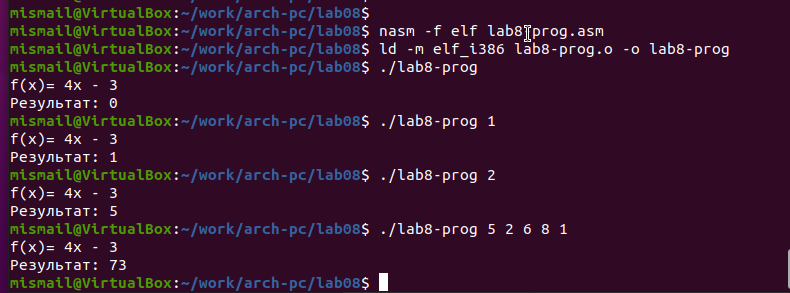 mismail@VirtualBox:~/work/arch-pc/lab08$
mismail@VirtualBox:~/work/arch-pc/lab08$ nasm -f elf lab8-prog.asm
mismail@VirtualBox:~/work/arch-pc/lab08$ ld -m elf_i386 lab8-prog.o -o lab8-prog
mismail@VirtualBox:~/work/arch-pc/lab08$ ./lab8-prog
f(x)= 4x - 3
Результат: 0
mismail@VirtualBox:~/work/arch-pc/lab08$ ./lab8-prog 1
f(x)= 4x - 3
Результат: 1
mismail@VirtualBox:~/work/arch-pc/lab08$ ./lab8-prog 2
f(x)= 4x - 3
Результат: 5
mismail@VirtualBox:~/work/arch-pc/lab08$ ./lab8-prog 5 2 6 8 1
f(x)= 4x - 3
Результат: 73
mismail@VirtualBox:~/work/arch-pc/lab08$